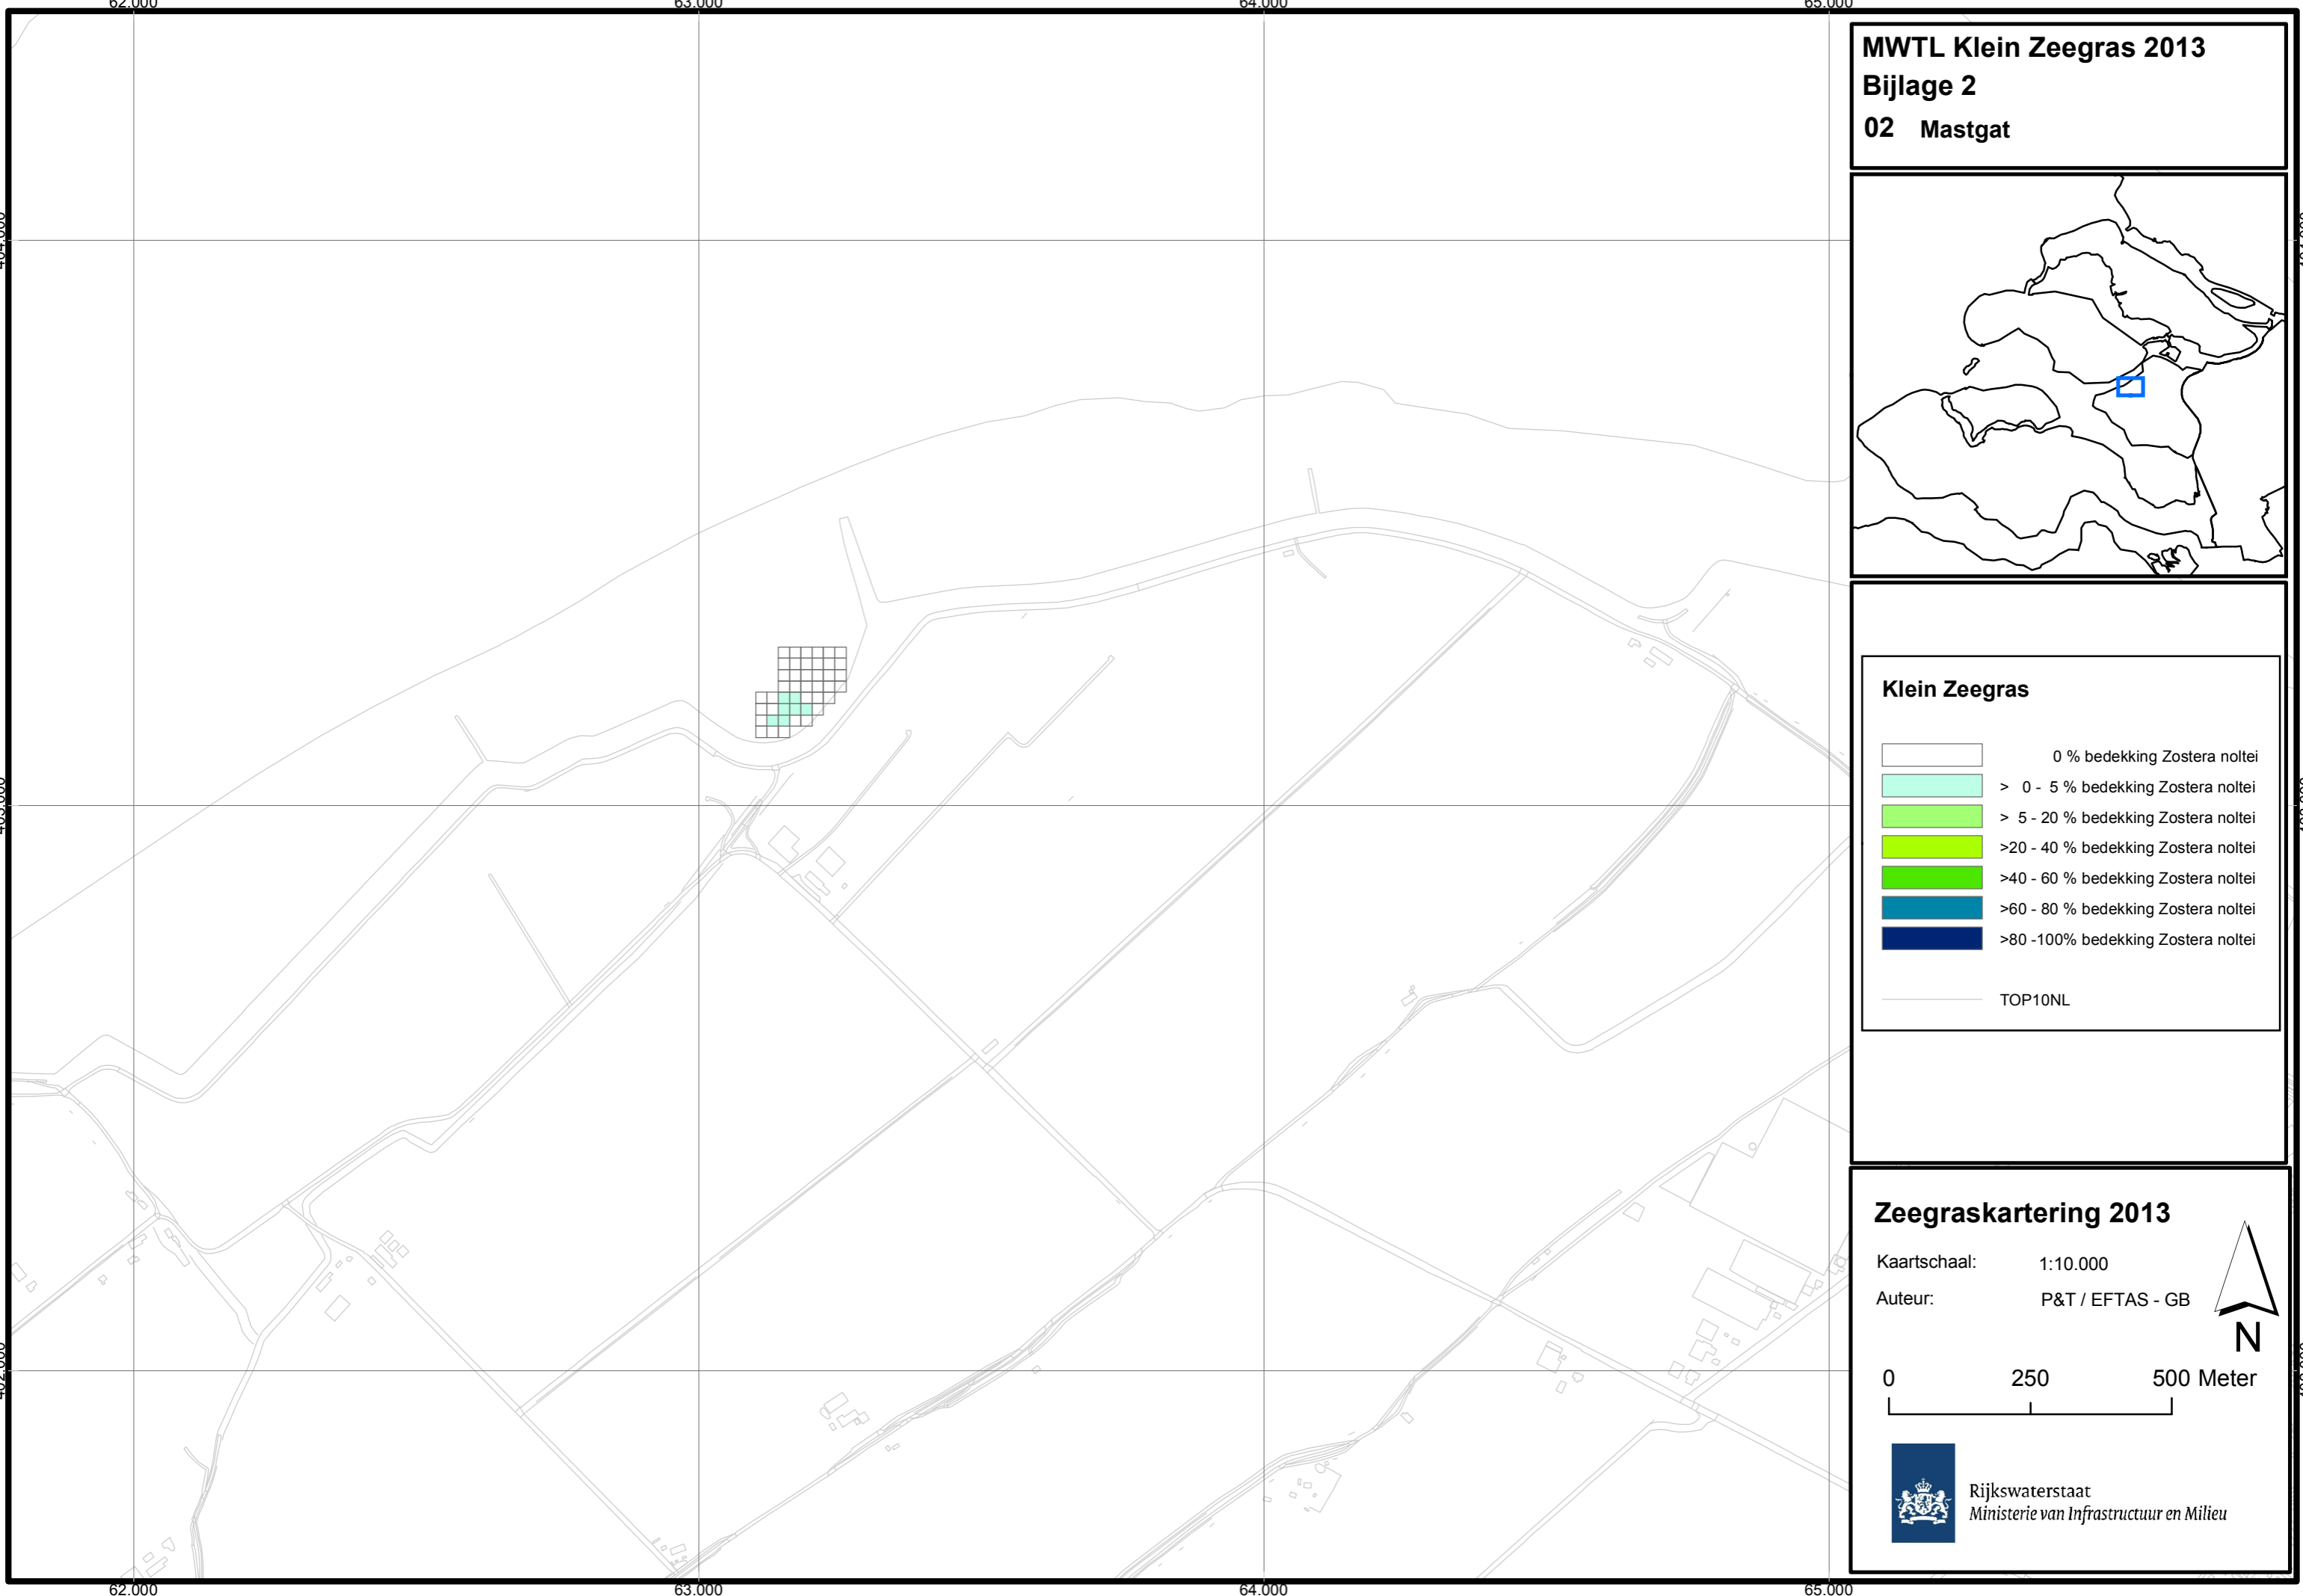 62.000 63.000 64.000 65.000
MWTL Klein Zeegras 2013
Bijlage 2
02 Mastgat
Klein Zeegras
0 % bedekking Zostera noltei
> 0 - 5 % bedekking Zostera noltei
> 5 - 20 % bedekking Zostera noltei
>20 - 40 % bedekking Zostera noltei
>40 - 60 % bedekking Zostera noltei
>60 - 80 % bedekking Zostera noltei
>80 -100% bedekking Zostera noltei
TOP10NL
Zeegraskartering 2013
Kaartschaal: 1:10.000
Auteur: P&T / EFTAS - GB
N
0 250 500 Meter
Rijkswaterstaat
Ministerie van Infrastructuur en Milieu
62.000 63.000 64.000 65.000